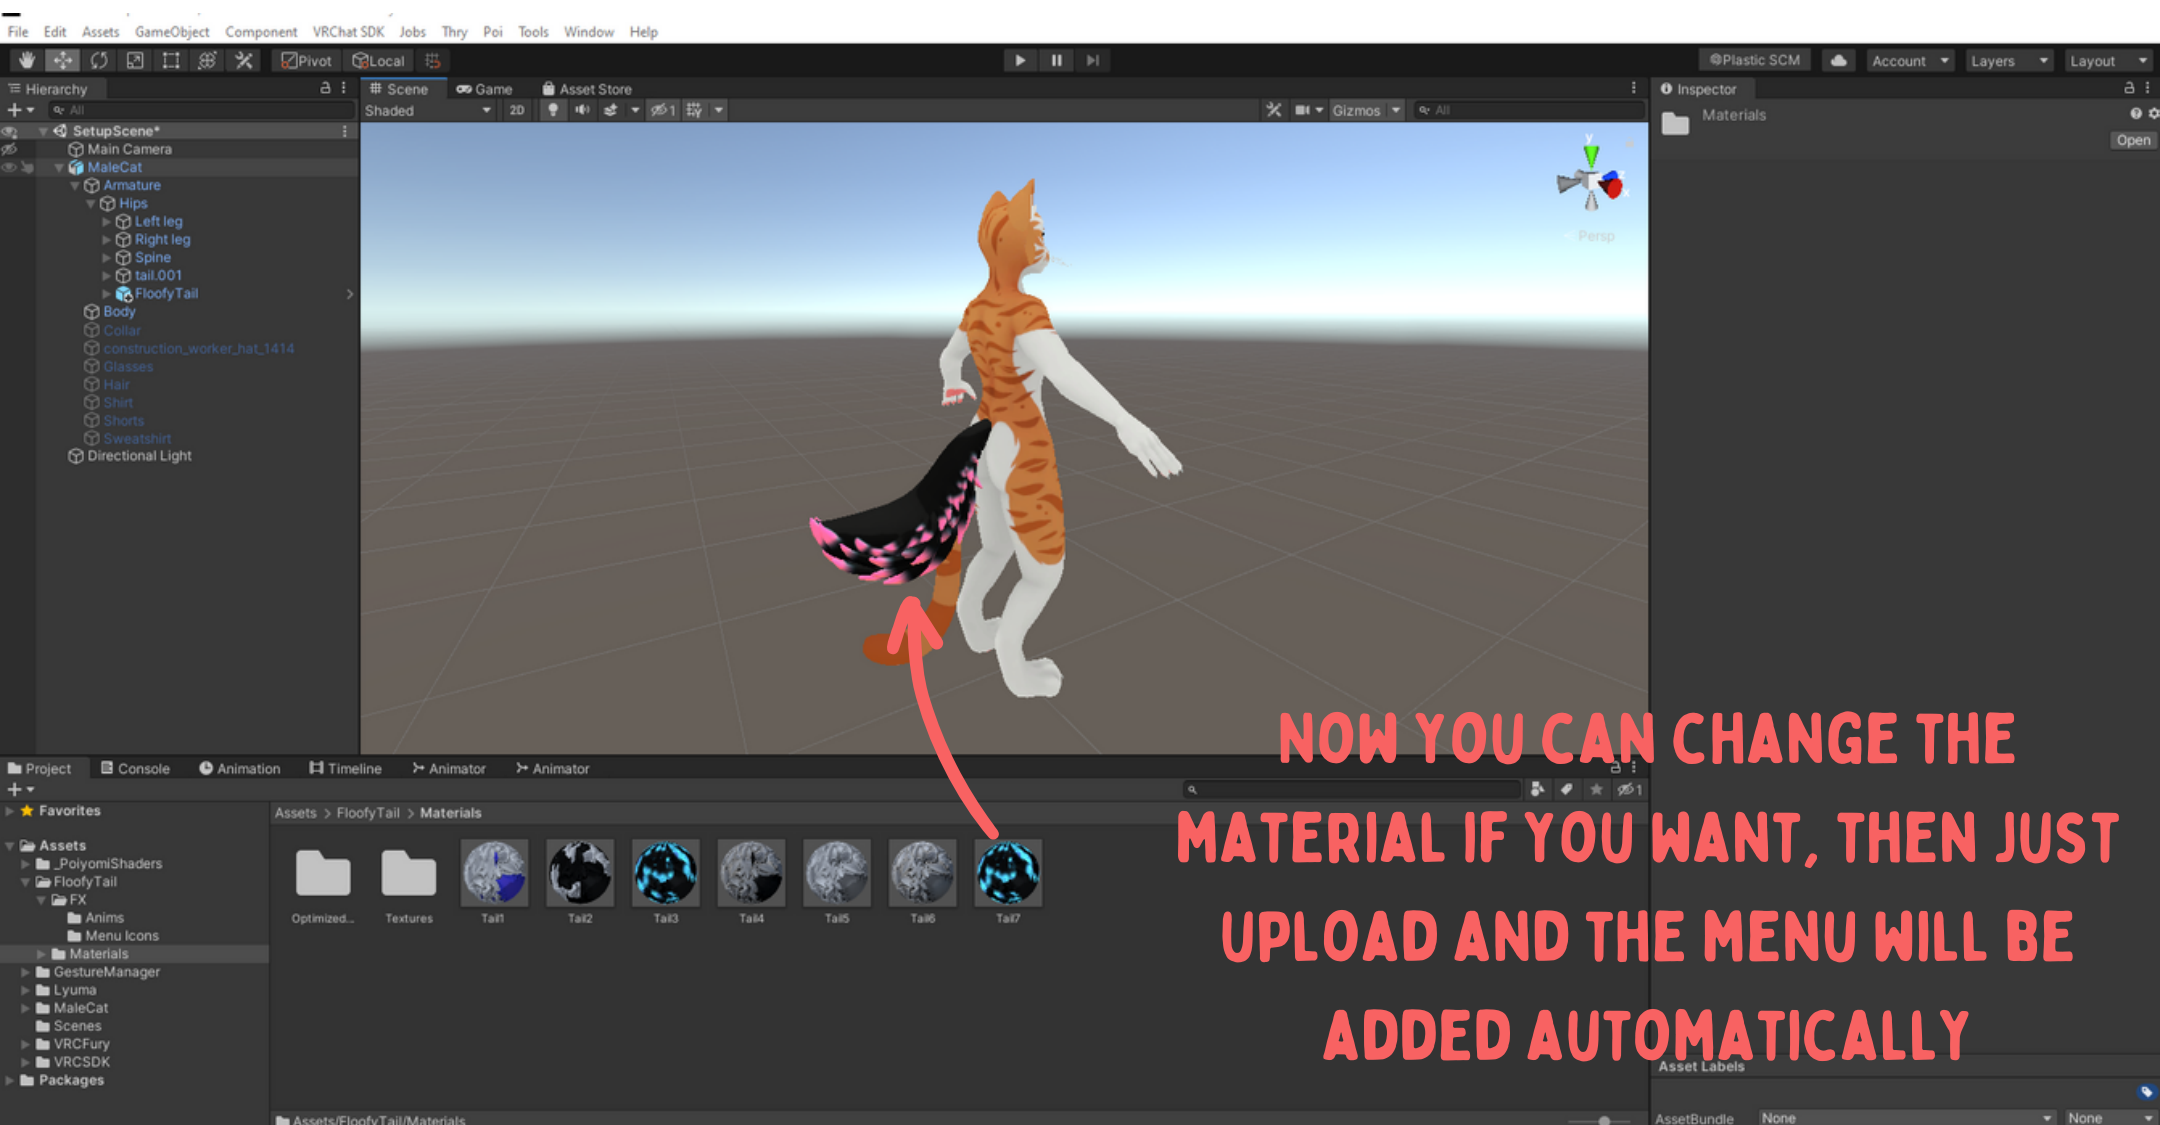 File Edit Assets GameObject Component VRChat SDK Jobs Thry Poi Tools Window Help
Pivot Local Plastic SCM Account Layers Layout
Hierarchy
All
SetupScene*
Main Camera
MaleCat
Armature
Hips
Left leg
Right leg
Spine
tail.001
FloofyTail
Body
Collar
construction_worker_hat_1414
Glasses
Hair
Shirt
Shorts
Sweatshirt
Directional Light
Scene Game Asset Store
Shaded 2D 1 Gizmos All
y
x
Persp
Inspector
Materials
Open
Project Console Animation Timeline Animator Animator
1
Favorites
Assets
_PoiyomiShaders
FloofyTail
FX
Anims
Menu Icons
Materials
GestureManager
Lyuma
MaleCat
Scenes
VRCFury
VRCSDK
Packages
Assets > FloofyTail > Materials
Optimized... Textures Tail1 Tail2 Tail3 Tail4 Tail5 Tail6 Tail7
Assets/FloofyTail/Materials
NOW YOU CAN CHANGE THE
MATERIAL IF YOU WANT, THEN JUST
UPLOAD AND THE MENU WILL BE
ADDED AUTOMATICALLY
Asset Labels
AssetBundle None None